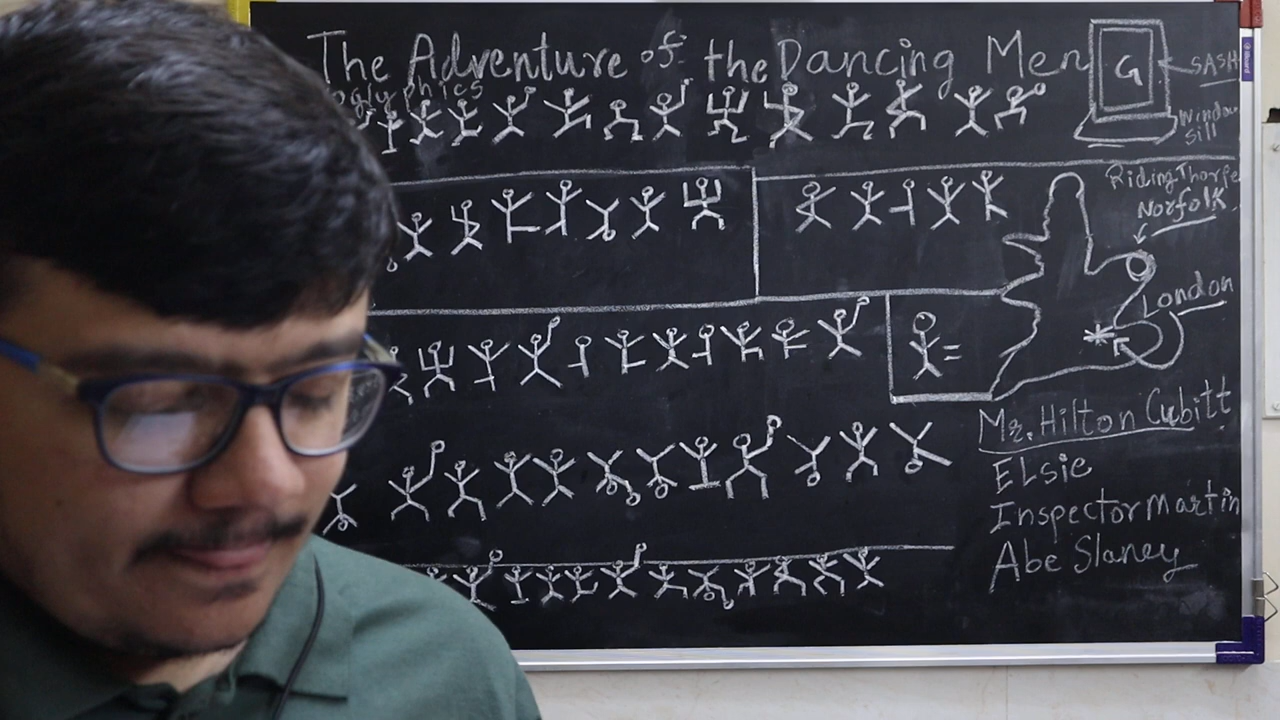 The Adventure of the Dancing Men
oglyphics
G
SASH
Window
Sill
Riding Thorpe
Norfolk
London
=
Mr. Hilton Cubitt
ELsie
Inspector Martin
Abe Slaney